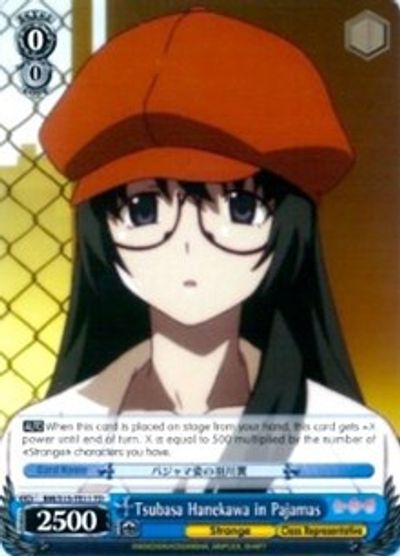 0
0
AUTO When this card is placed on stage from your hand, this card gets +X
power until end of turn. X is equal to 500 multiplied by the number of
«Strange» characters you have.
パジャマ姿の羽川翼
Tsubasa Hanekawa in Pajamas
2500
Strange
Class Representative